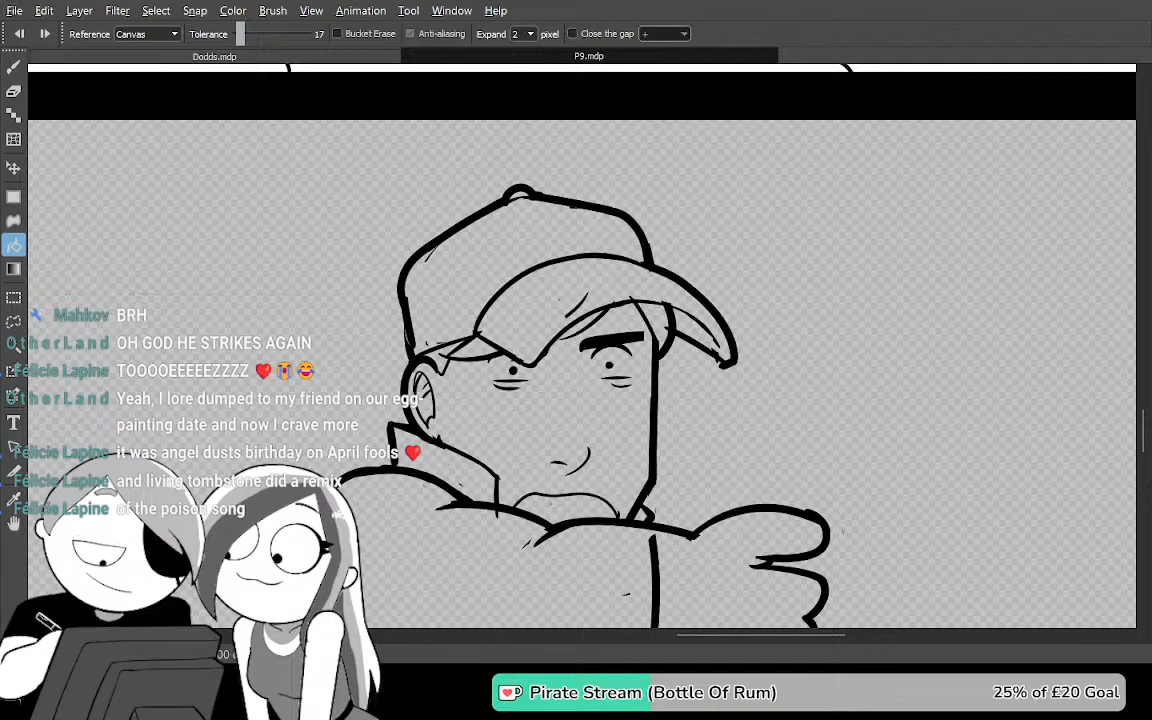 File Edit Layer Filter Select Snap Color Brush View Animation Tool Window Help
Reference Canvas Tolerance 17 Bucket Erase Anti-aliasing Expand 2 pixel Close the gap +
Dodds.mdp P9.mdp
Mahkov BRH
OtherLand OH GOD HE STRIKES AGAIN
Félicie Lapine TOOOOEEEEEZZZZ ❤️ 😭 😂
OtherLand Yeah, I lore dumped to my friend on our egg-
painting date and now I crave more
Félicie Lapine it was angel dusts birthday on April fools ❤️
Félicie Lapine and living tombstone did a remix
Félicie Lapine of the poison song
Pirate Stream (Bottle Of Rum) 25% of £20 Goal